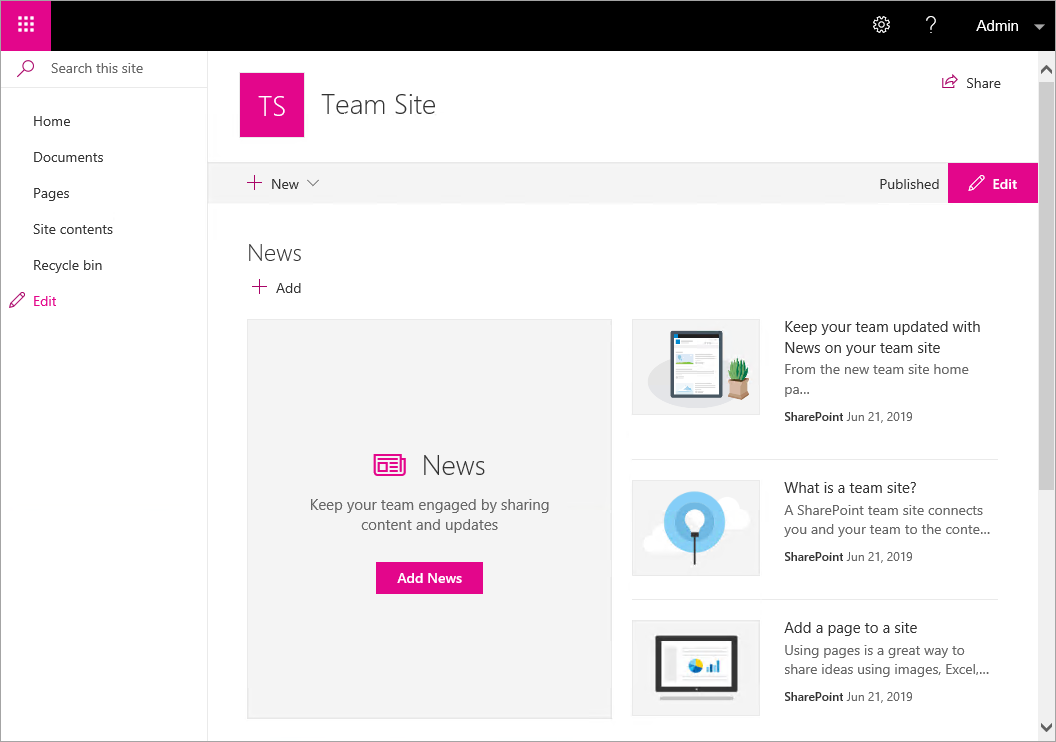 ? Admin
Search this site
Home
Documents
Pages
Site contents
Recycle bin
Edit
TS Team Site
Share
New
Published
Edit
News
Add
News
Keep your team engaged by sharing
content and updates
Add News
Keep your team updated with
News on your team site
From the new team site home
pa...
SharePoint Jun 21, 2019
What is a team site?
A SharePoint team site connects
you and your team to the conte...
SharePoint Jun 21, 2019
Add a page to a site
Using pages is a great way to
share ideas using images, Excel,...
SharePoint Jun 21, 2019